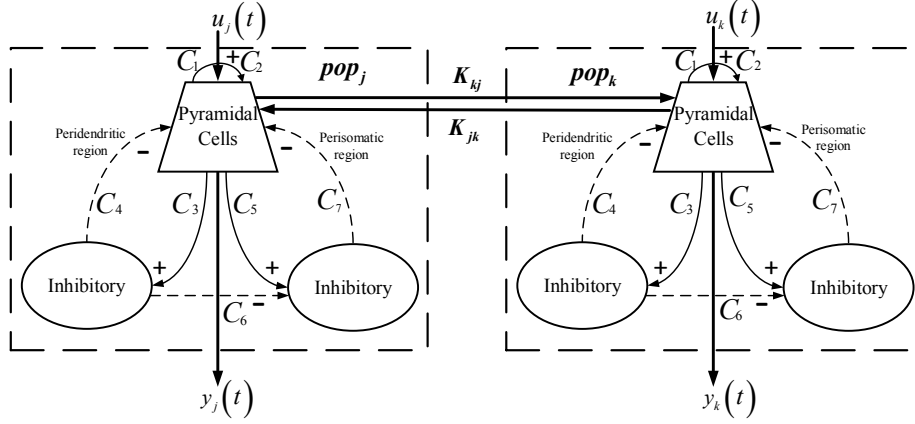 u_j(t)
u_k(t)
C_1 + C_2
pop_j
K_kj
pop_k
C_1 + C_2
Pyramidal
Cells
K_jk
Pyramidal
Cells
Peridendritic
region
-
-
Perisomatic
region
Peridendritic
region
-
-
Perisomatic
region
C_4
C_3
C_5
C_7
C_4
C_3
C_5
C_7
+
+
+
+
Inhibitory
Inhibitory
Inhibitory
Inhibitory
-
C_6
-
C_6
y_j(t)
y_k(t)